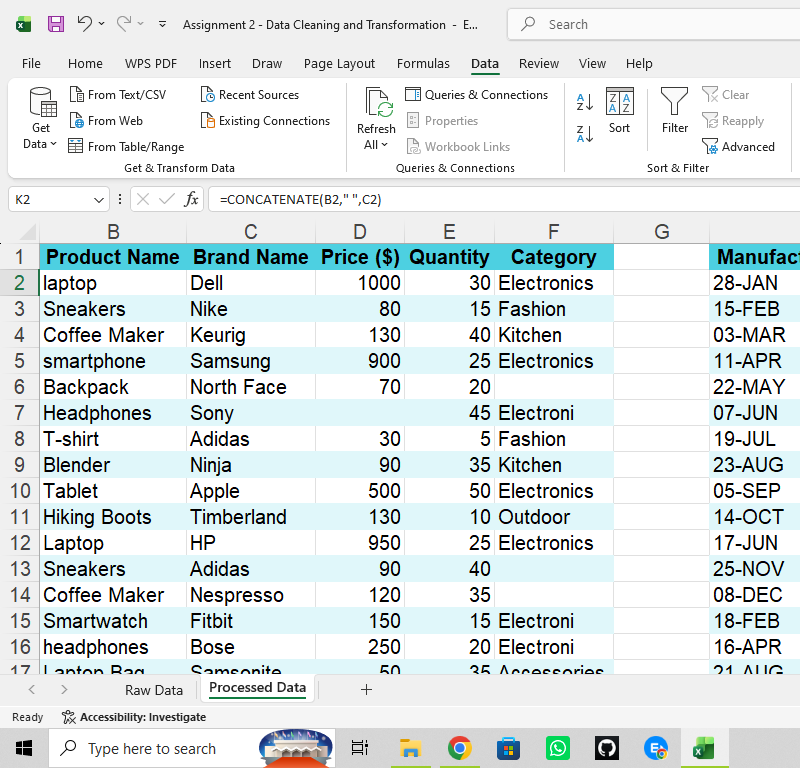 Assignment 2 - Data Cleaning and Transformation - E... Search
File Home WPS PDF Insert Draw Page Layout Formulas Data Review View Help
Get Data
From Text/CSV
From Web
From Table/Range
Recent Sources
Existing Connections
Get & Transform Data
Refresh All
Queries & Connections
Properties
Workbook Links
Queries & Connections
Sort
Filter
Clear
Reapply
Advanced
Sort & Filter
K2 fx =CONCATENATE(B2," ",C2)
B C D E F G
1 Product Name Brand Name Price ($) Quantity Category Manufac
2 laptop Dell 1000 30 Electronics 28-JAN
3 Sneakers Nike 80 15 Fashion 15-FEB
4 Coffee Maker Keurig 130 40 Kitchen 03-MAR
5 smartphone Samsung 900 25 Electronics 11-APR
6 Backpack North Face 70 20 22-MAY
7 Headphones Sony 45 Electroni 07-JUN
8 T-shirt Adidas 30 5 Fashion 19-JUL
9 Blender Ninja 90 35 Kitchen 23-AUG
10 Tablet Apple 500 50 Electronics 05-SEP
11 Hiking Boots Timberland 130 10 Outdoor 14-OCT
12 Laptop HP 950 25 Electronics 17-JUN
13 Sneakers Adidas 90 40 25-NOV
14 Coffee Maker Nespresso 120 35 08-DEC
15 Smartwatch Fitbit 150 15 Electroni 18-FEB
16 headphones Bose 250 20 Electroni 16-APR
17 Laptop Bag Samsonite 50 35 Accessories 21-AUG
Raw Data Processed Data
Ready Accessibility: Investigate
Type here to search